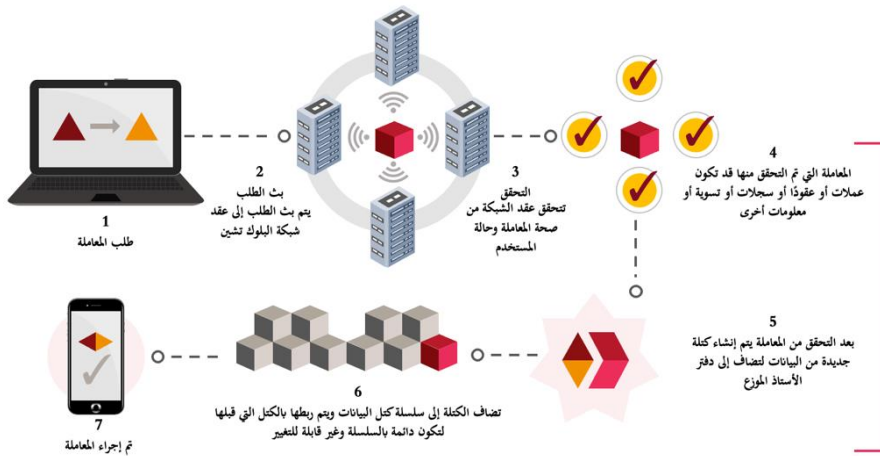 1
طلب المعاملة
2
بث الطلب
يتم بث الطلب إلى عقد
شبكة البلوك تشين
3
التحقق
تتحقق عقد الشبكة من
صحة المعاملة وحالة
المستخدم
4
المعاملة التي تم التحقق منها قد تكون
عملات أو عقودًا أو سجلات أو تسوية أو
معلومات أخرى
5
بعد التحقق من المعاملة يتم إنشاء كتلة
جديدة من البيانات لتضاف إلى دفتر
الأستاذ الموزع
6
تضاف الكتلة إلى سلسلة كتل البيانات ويتم ربطها بالكتل التي قبلها
لتكون دائمة بالسلسلة وغير قابلة للتغيير
7
تم إجراء المعاملة